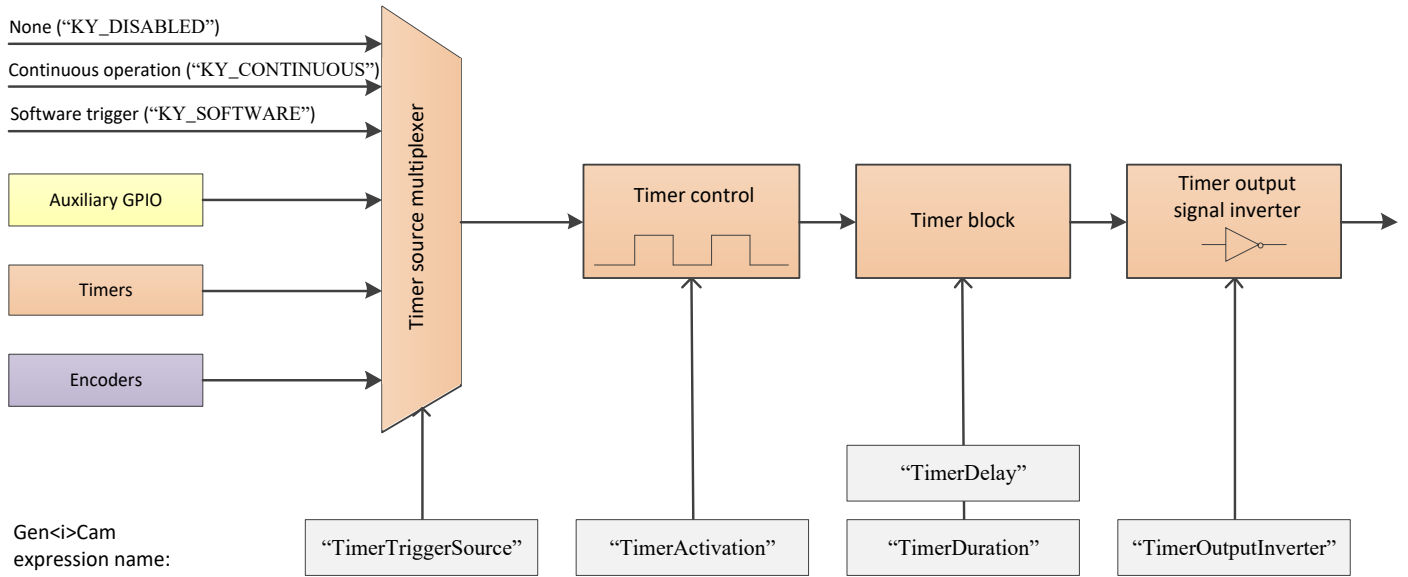 None (“KY_DISABLED”)
Continuous operation (“KY_CONTINUOUS”)
Software trigger (“KY_SOFTWARE”)
Auxiliary GPIO
Timers
Encoders
Timer source multiplexer
Timer control
Timer block
Timer output
signal inverter
“TimerDelay”
Gen<i>Cam
expression name:
“TimerTriggerSource”
“TimerActivation”
“TimerDuration”
“TimerOutputInverter”